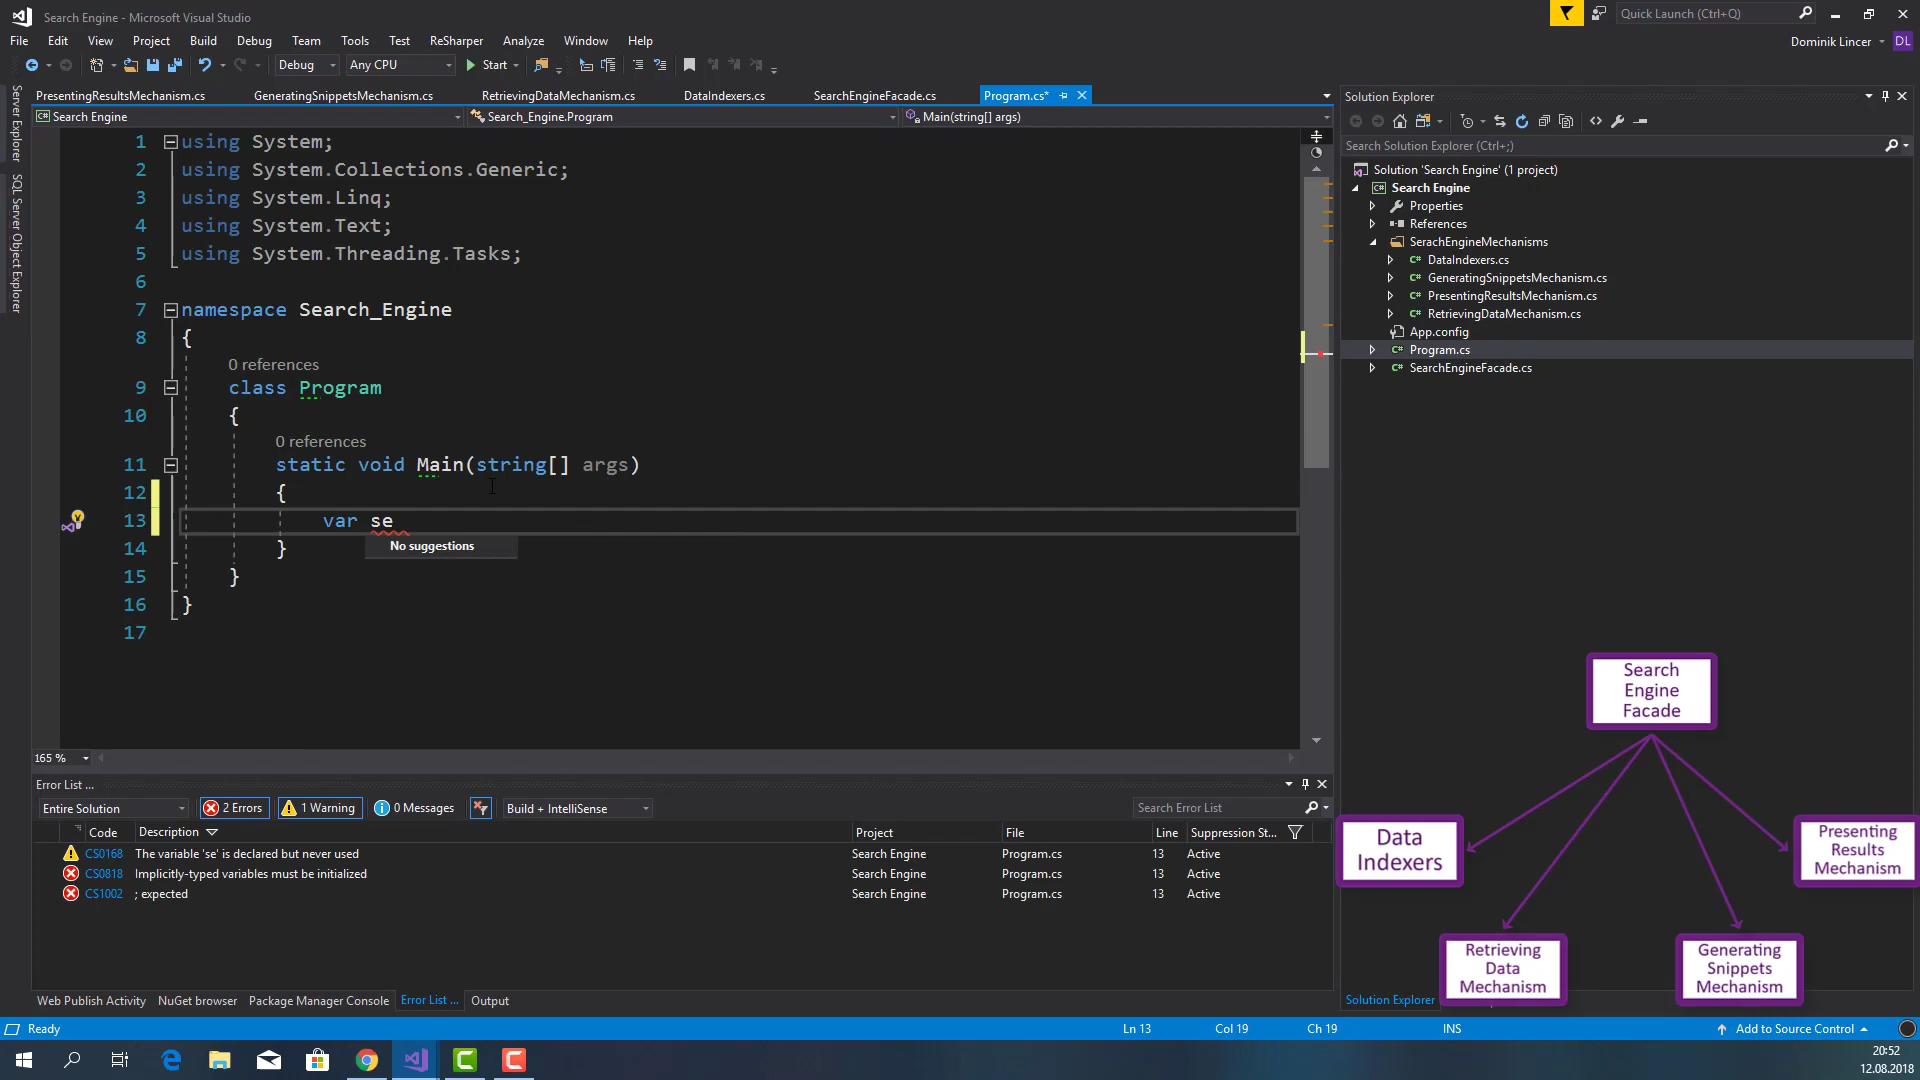 Search Engine - Microsoft Visual Studio
Quick Launch (Ctrl+Q)
File Edit View Project Build Debug Team Tools Test ReSharper Analyze Window Help
Dominik Lincer DL
Debug Any CPU Start
Server Explorer
SQL Server Object Explorer
PresentingResultsMechanism.cs GeneratingSnippetsMechanism.cs RetrievingDataMechanism.cs DataIndexers.cs SearchEngineFacade.cs Program.cs*
Search Engine Search_Engine.Program Main(string[] args)
1 using System;
2 using System.Collections.Generic;
3 using System.Linq;
4 using System.Text;
5 using System.Threading.Tasks;
6
7 namespace Search_Engine
8 {
0 references
9 class Program
10 {
0 references
11 static void Main(string[] args)
12 {
13 var se
No suggestions
14 }
15 }
16 }
17
165 %
Solution Explorer
Search Solution Explorer (Ctrl+;)
Solution 'Search Engine' (1 project)
C# Search Engine
Properties
References
SerachEngineMechanisms
C# DataIndexers.cs
C# GeneratingSnippetsMechanism.cs
C# PresentingResultsMechanism.cs
C# RetrievingDataMechanism.cs
App.config
C# Program.cs
C# SearchEngineFacade.cs
Search
Engine
Facade
Data
Indexers
Presenting
Results
Mechanism
Retrieving
Data
Mechanism
Generating
Snippets
Mechanism
Solution Explorer
Error List ...
Entire Solution 2 Errors 1 Warning 0 Messages Build + IntelliSense Search Error List
Code Description Project File Line Suppression St...
CS0168 The variable 'se' is declared but never used Search Engine Program.cs 13 Active
CS0818 Implicitly-typed variables must be initialized Search Engine Program.cs 13 Active
CS1002 ; expected Search Engine Program.cs 13 Active
Web Publish Activity NuGet browser Package Manager Console Error List ... Output
Ready Ln 13 Col 19 Ch 19 INS Add to Source Control
20:52
12.08.2018